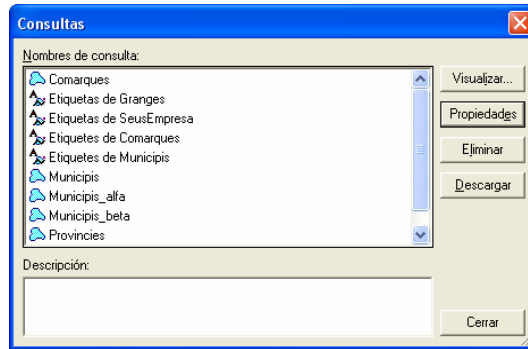 Consultas
Nombres de consulta:
Comarques
Etiquetas de Granges
Etiquetas de SeusEmpresa
Etiquetes de Comarques
Etiquetes de Municipis
Municipis
Municipis_alfa
Municipis_beta
Provincies
Visualizar...
Propiedades
Eliminar
Descargar
Descripción:
Cerrar